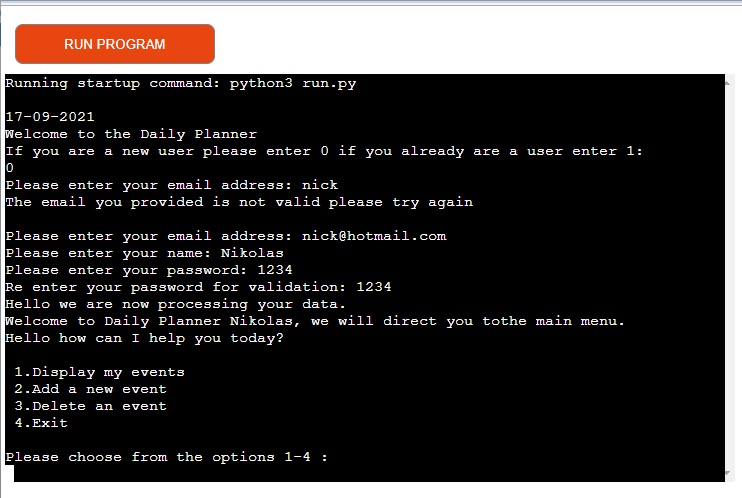 RUN PROGRAM
Running startup command: python3 run.py
17-09-2021
Welcome to the Daily Planner
If you are a new user please enter 0 if you already are a user enter 1:
0
Please enter your email address: nick
The email you provided is not valid please try again
Please enter your email address: nick@hotmail.com
Please enter your name: Nikolas
Please enter your password: 1234
Re enter your password for validation: 1234
Hello we are now processing your data.
Welcome to Daily Planner Nikolas, we will direct you tothe main menu.
Hello how can I help you today?
1.Display my events
2.Add a new event
3.Delete an event
4.Exit
Please choose from the options 1-4 :